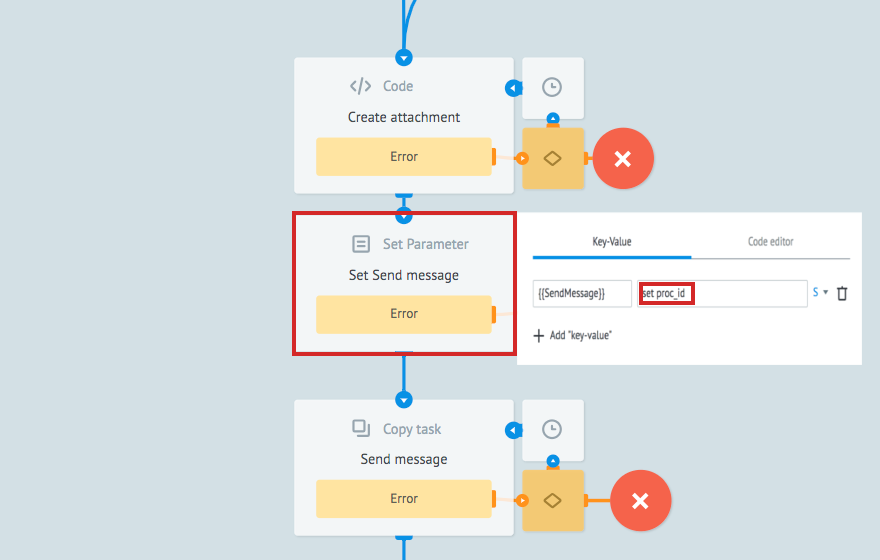 Code
Create attachment
Error
Set Parameter
Set Send message
Error
Key-Value
Code editor
{{SendMessage}}
set proc_id
S
Add "key-value"
Copy task
Send message
Error